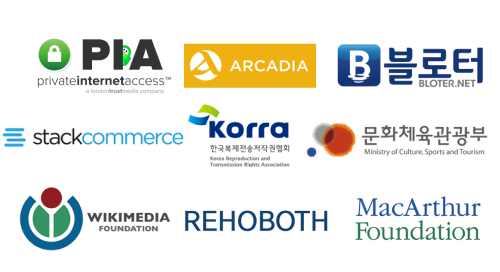 PIA
privateinternetaccess™
a londontrustmedia company
ARCADIA
블로터
BLOTER.NET
stackcommerce
Korra
한국복제전송저작권협회
Korea Reproduction and
Transmission Rights Association
문화체육관광부
Ministry of Culture, Sports and Tourism
WIKIMEDIA
FOUNDATION
REHOBOTH
MacArthur
Foundation